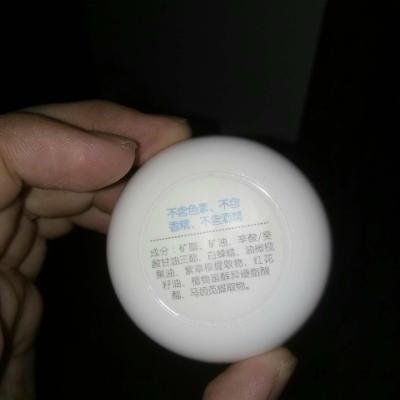 不含色素、不含
香精、不含酒精
成分：矿脂、矿油、辛酸/癸
酸甘油三酯、白蜂蜡、油橄榄
果油、紫草根提取物、红花
籽油、植物甾醇异硬脂酸
酯、马齿苋提取物。